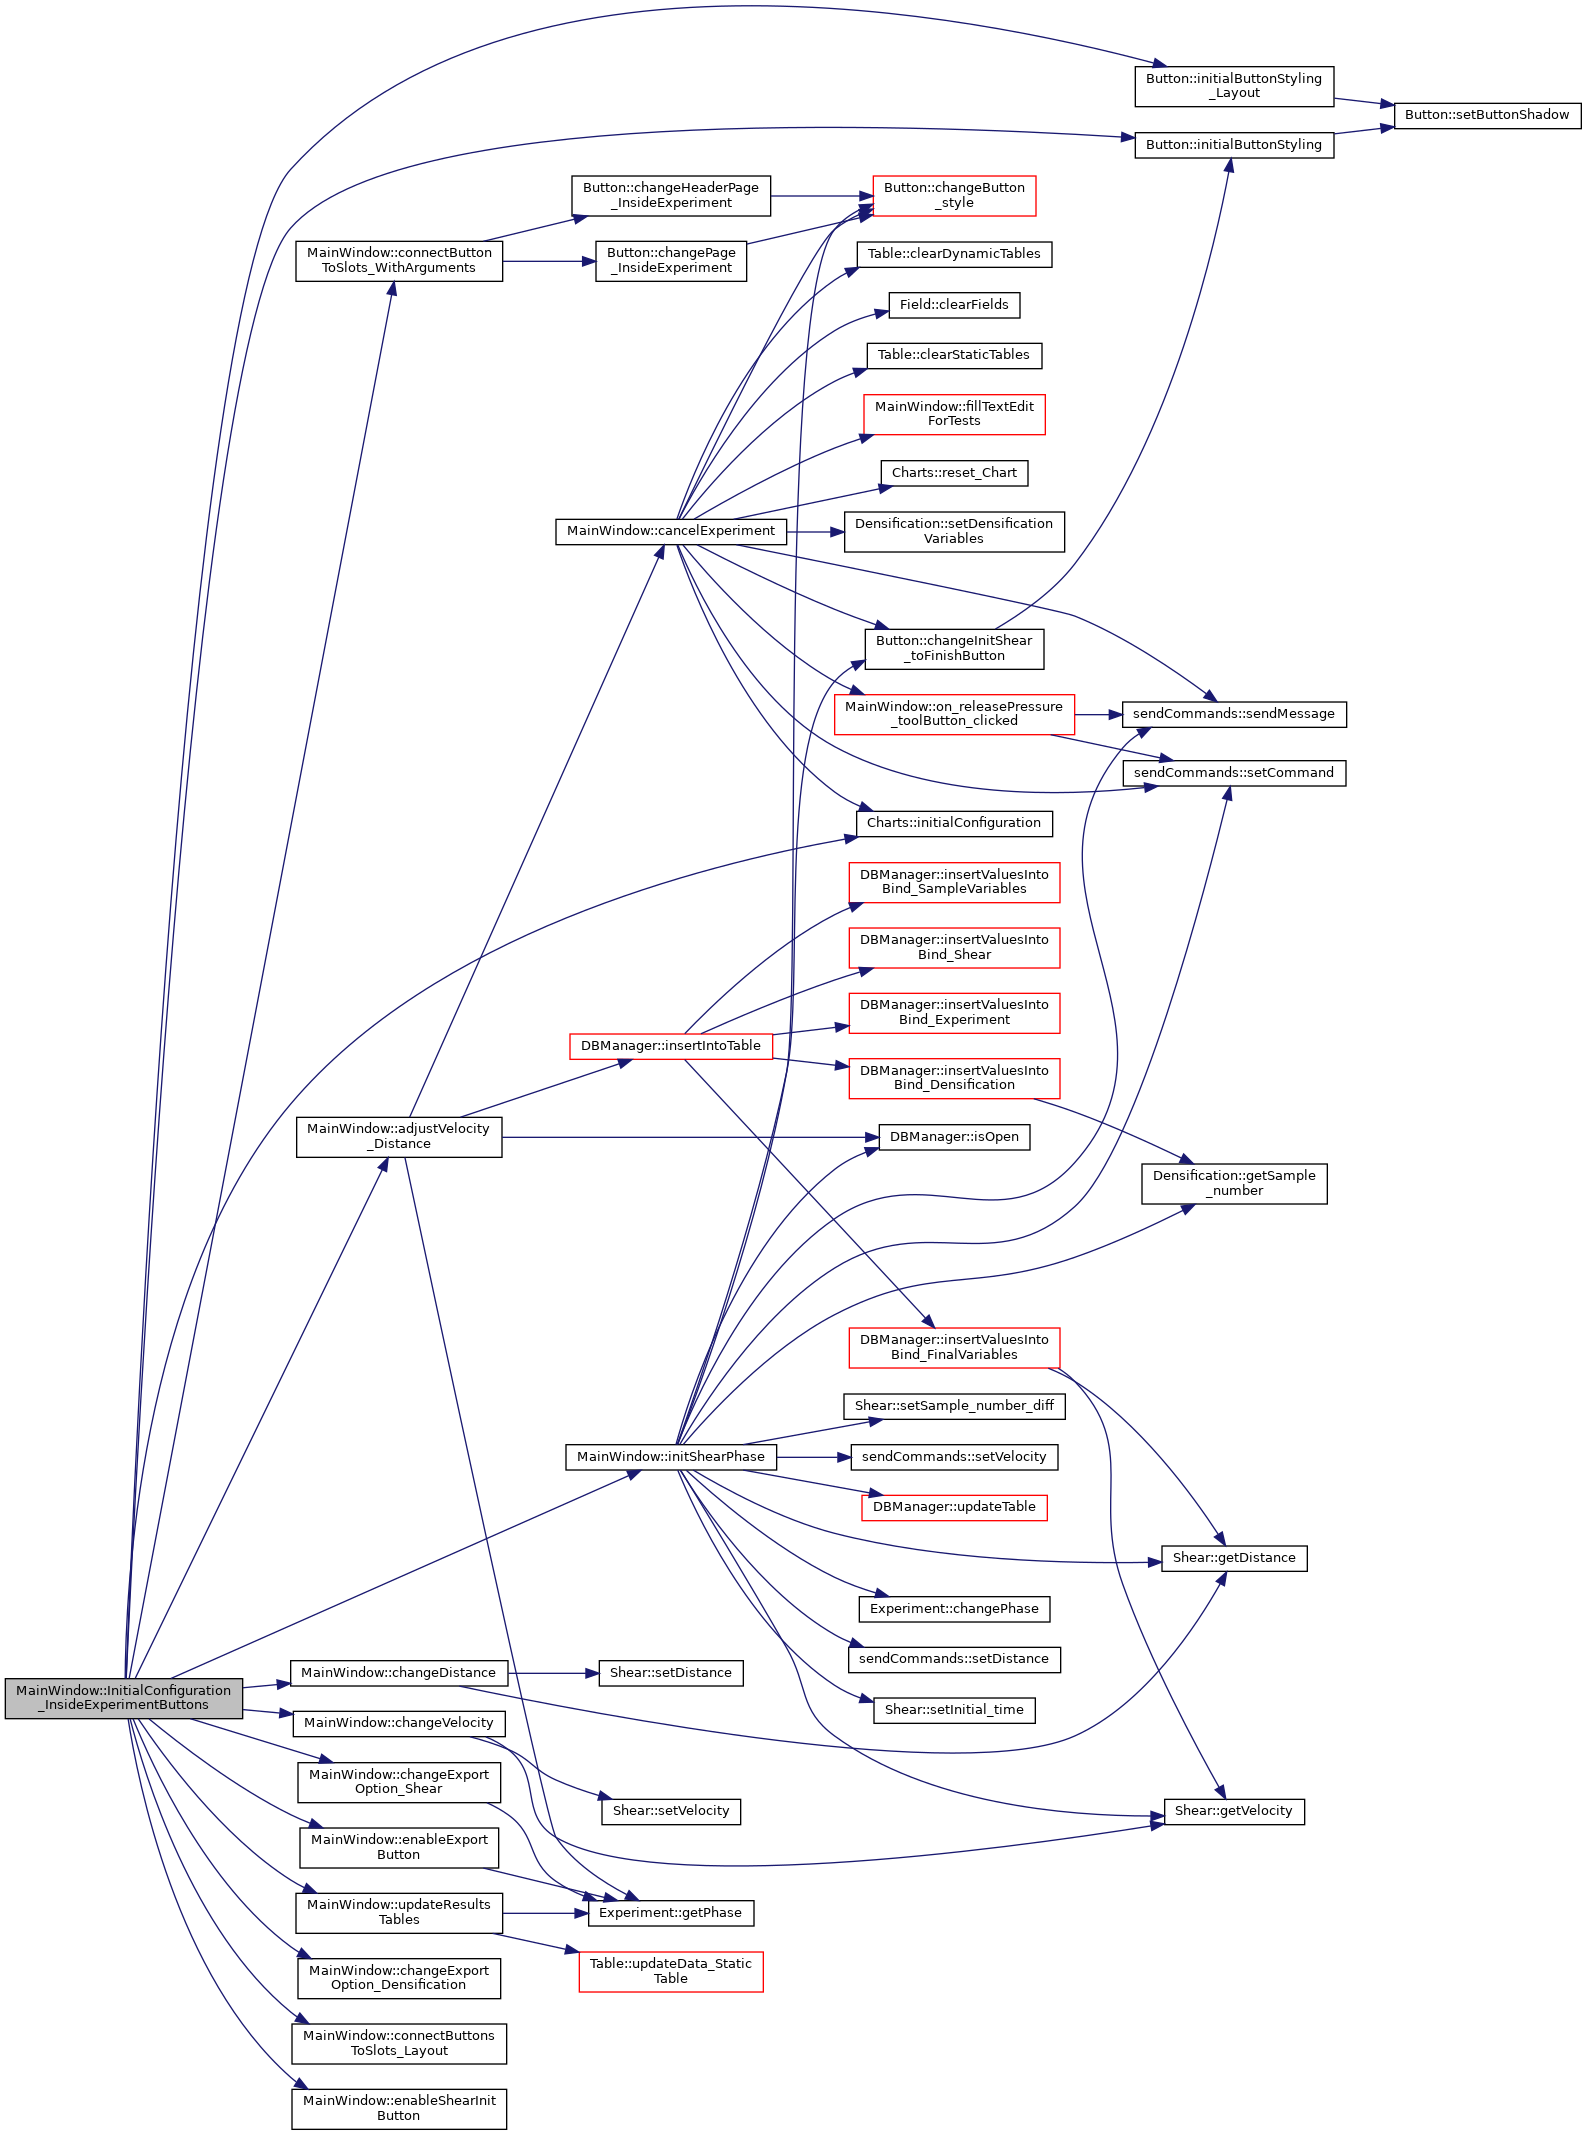 Button::initialButtonStyling
_Layout
Button::setButtonShadow
Button::initialButtonStyling
Button::changeHeaderPage
_InsideExperiment
Button::changeButton
_style
MainWindow::connectButton
ToSlots_WithArguments
Button::changePage
_InsideExperiment
Table::clearDynamicTables
Field::clearFields
Table::clearStaticTables
MainWindow::fillTextEdit
ForTests
Charts::reset_Chart
MainWindow::cancelExperiment
Densification::setDensification
Variables
Button::changeInitShear
_toFinishButton
MainWindow::on_releasePressure
_toolButton_clicked
sendCommands::sendMessage
sendCommands::setCommand
Charts::initialConfiguration
DBManager::insertValuesInto
Bind_SampleVariables
DBManager::insertValuesInto
Bind_Shear
DBManager::insertValuesInto
Bind_Experiment
DBManager::insertIntoTable
DBManager::insertValuesInto
Bind_Densification
MainWindow::adjustVelocity
_Distance
DBManager::isOpen
Densification::getSample
_number
DBManager::insertValuesInto
Bind_FinalVariables
Shear::setSample_number_diff
MainWindow::initShearPhase
sendCommands::setVelocity
DBManager::updateTable
Shear::getDistance
Experiment::changePhase
sendCommands::setDistance
MainWindow::InitialConfiguration
_InsideExperimentButtons
MainWindow::changeDistance
Shear::setDistance
Shear::setInitial_time
MainWindow::changeVelocity
MainWindow::changeExport
Option_Shear
Shear::setVelocity
Shear::getVelocity
MainWindow::enableExport
Button
MainWindow::updateResults
Tables
Experiment::getPhase
Table::updateData_Static
Table
MainWindow::changeExport
Option_Densification
MainWindow::connectButtons
ToSlots_Layout
MainWindow::enableShearInit
Button